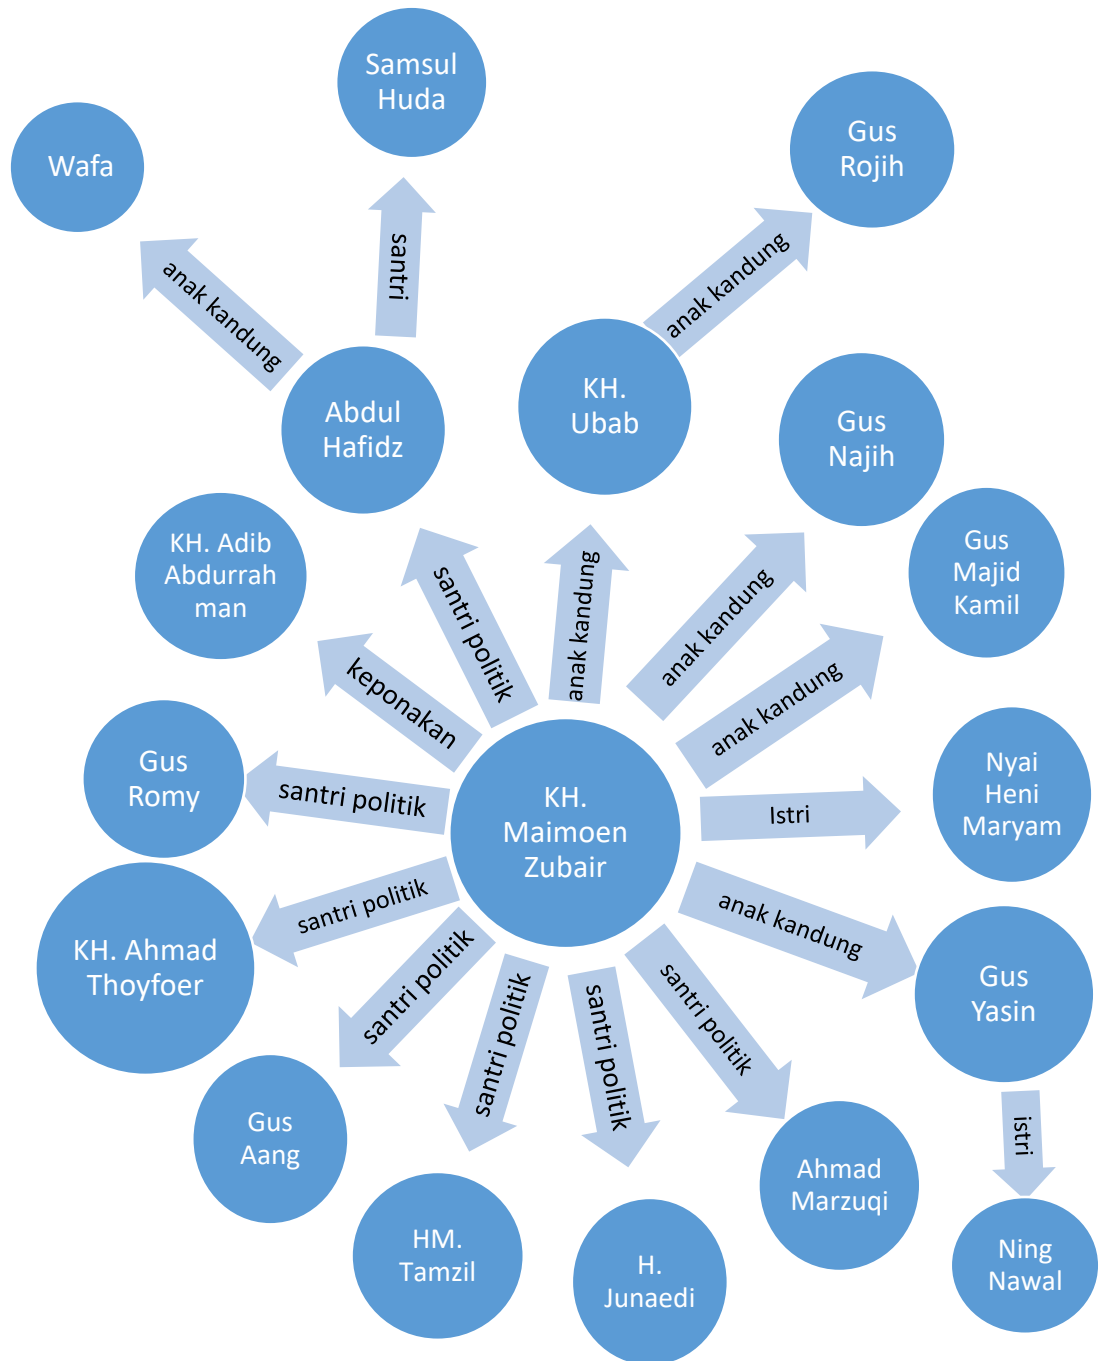 Samsul
Huda
Wafa
Gus
Rojih
santri
anak kandung
anak kandung
KH.
Ubab
Abdul
Hafidz
Gus
Najih
KH. Adib
Abdurrah
man
Gus
Majid
Kamil
santri politik
anak kandung
anak kandung
anak kandung
keponakan
Gus
Romy
santri politik
KH.
Maimoen
Zubair
Istri
Nyai
Heni
Maryam
santri politik
anak kandung
KH. Ahmad
Thoyfoer
Gus
Yasin
santri politik
santri politik
santri politik
santri politik
Gus
Aang
istri
Ahmad
Marzuqi
HM.
Tamzil
H.
Junaedi
Ning
Nawal